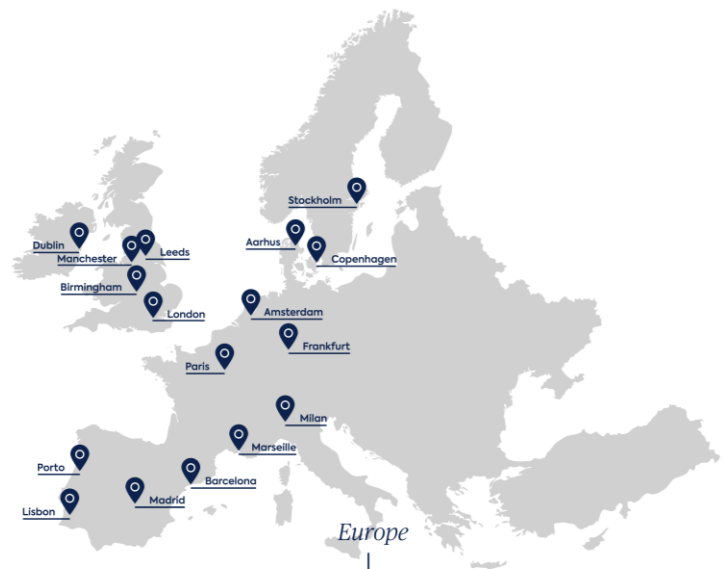 Stockholm
Aarhus
Dublin
Leeds
Manchester
Copenhagen
Birmingham
London
Amsterdam
Frankfurt
Paris
Milan
Marseille
Porto
Barcelona
Madrid
Lisbon
Europe